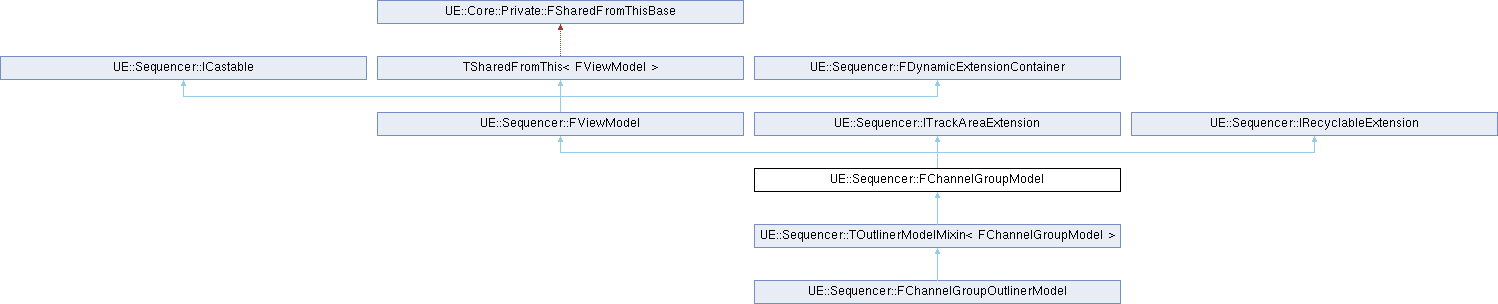 UE::Core::Private::FSharedFromThisBase
UE::Sequencer::ICastable
TSharedFromThis< FViewModel >
UE::Sequencer::FDynamicExtensionContainer
UE::Sequencer::FViewModel
UE::Sequencer::ITrackAreaExtension
UE::Sequencer::IRecyclableExtension
UE::Sequencer::FChannelGroupModel
UE::Sequencer::TOutlinerModelMixin< FChannelGroupModel >
UE::Sequencer::FChannelGroupOutlinerModel